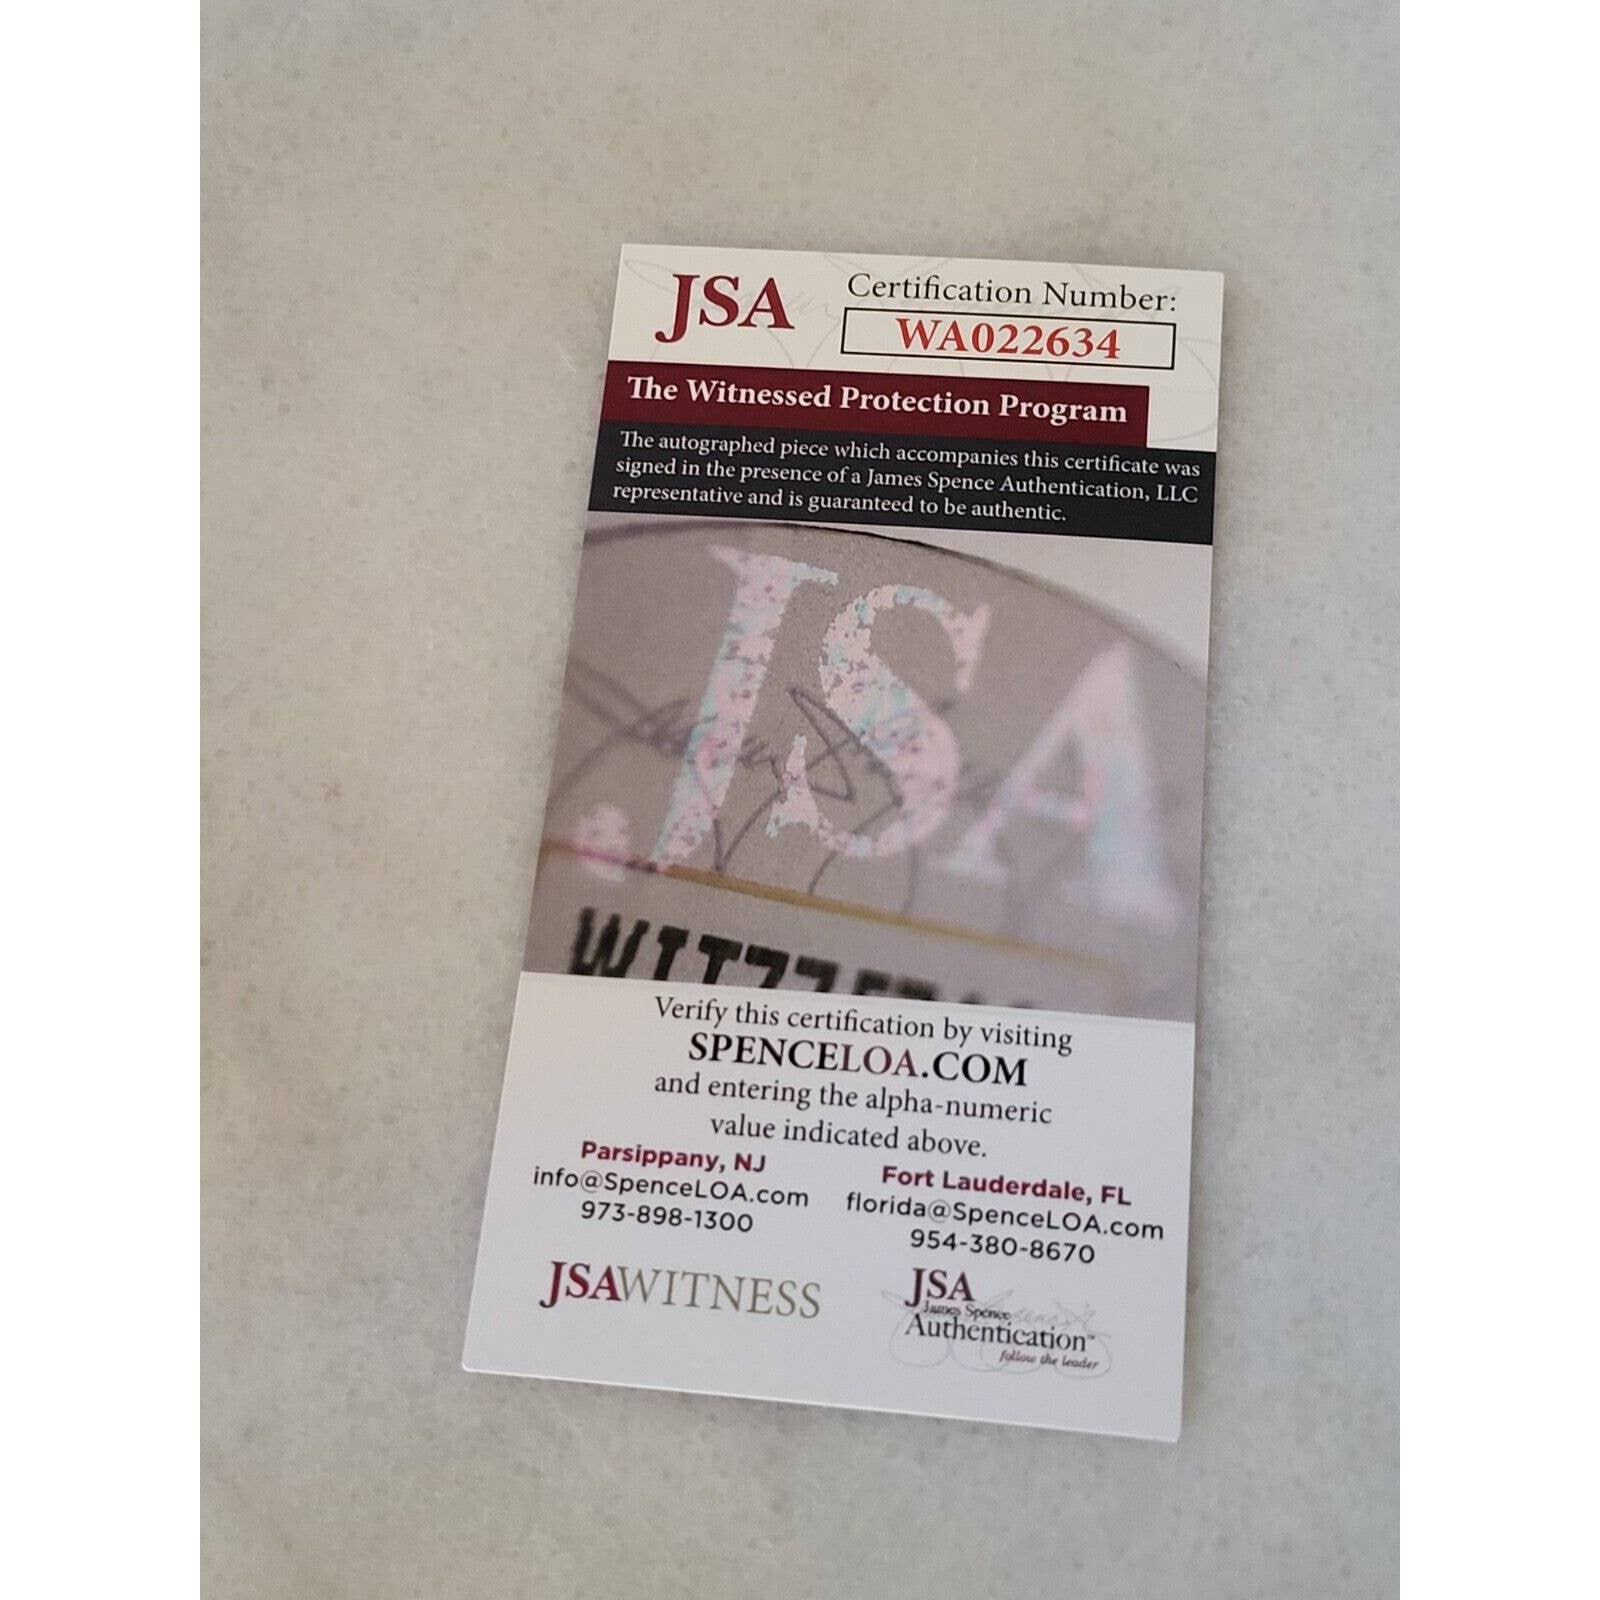 JSA
Certification Number:
WA022634
The Witnessed Protection Program
The autographed piece which accompanies this certificate was
signed in the presence of a James Spence Authentication, LLC
representative and is guaranteed to be authentic.
JSA
Verify this certification by visiting
SPENCELOA.COM
and entering the alpha-numeric
value indicated above.
Parsippany, NJ
info@SpenceLOA.com
973-898-1300
Fort Lauderdale, FL
florida@SpenceLOA.com
954-380-8670
JSAWITNESS
JSA
James Spence
Authentication™
follow the leader